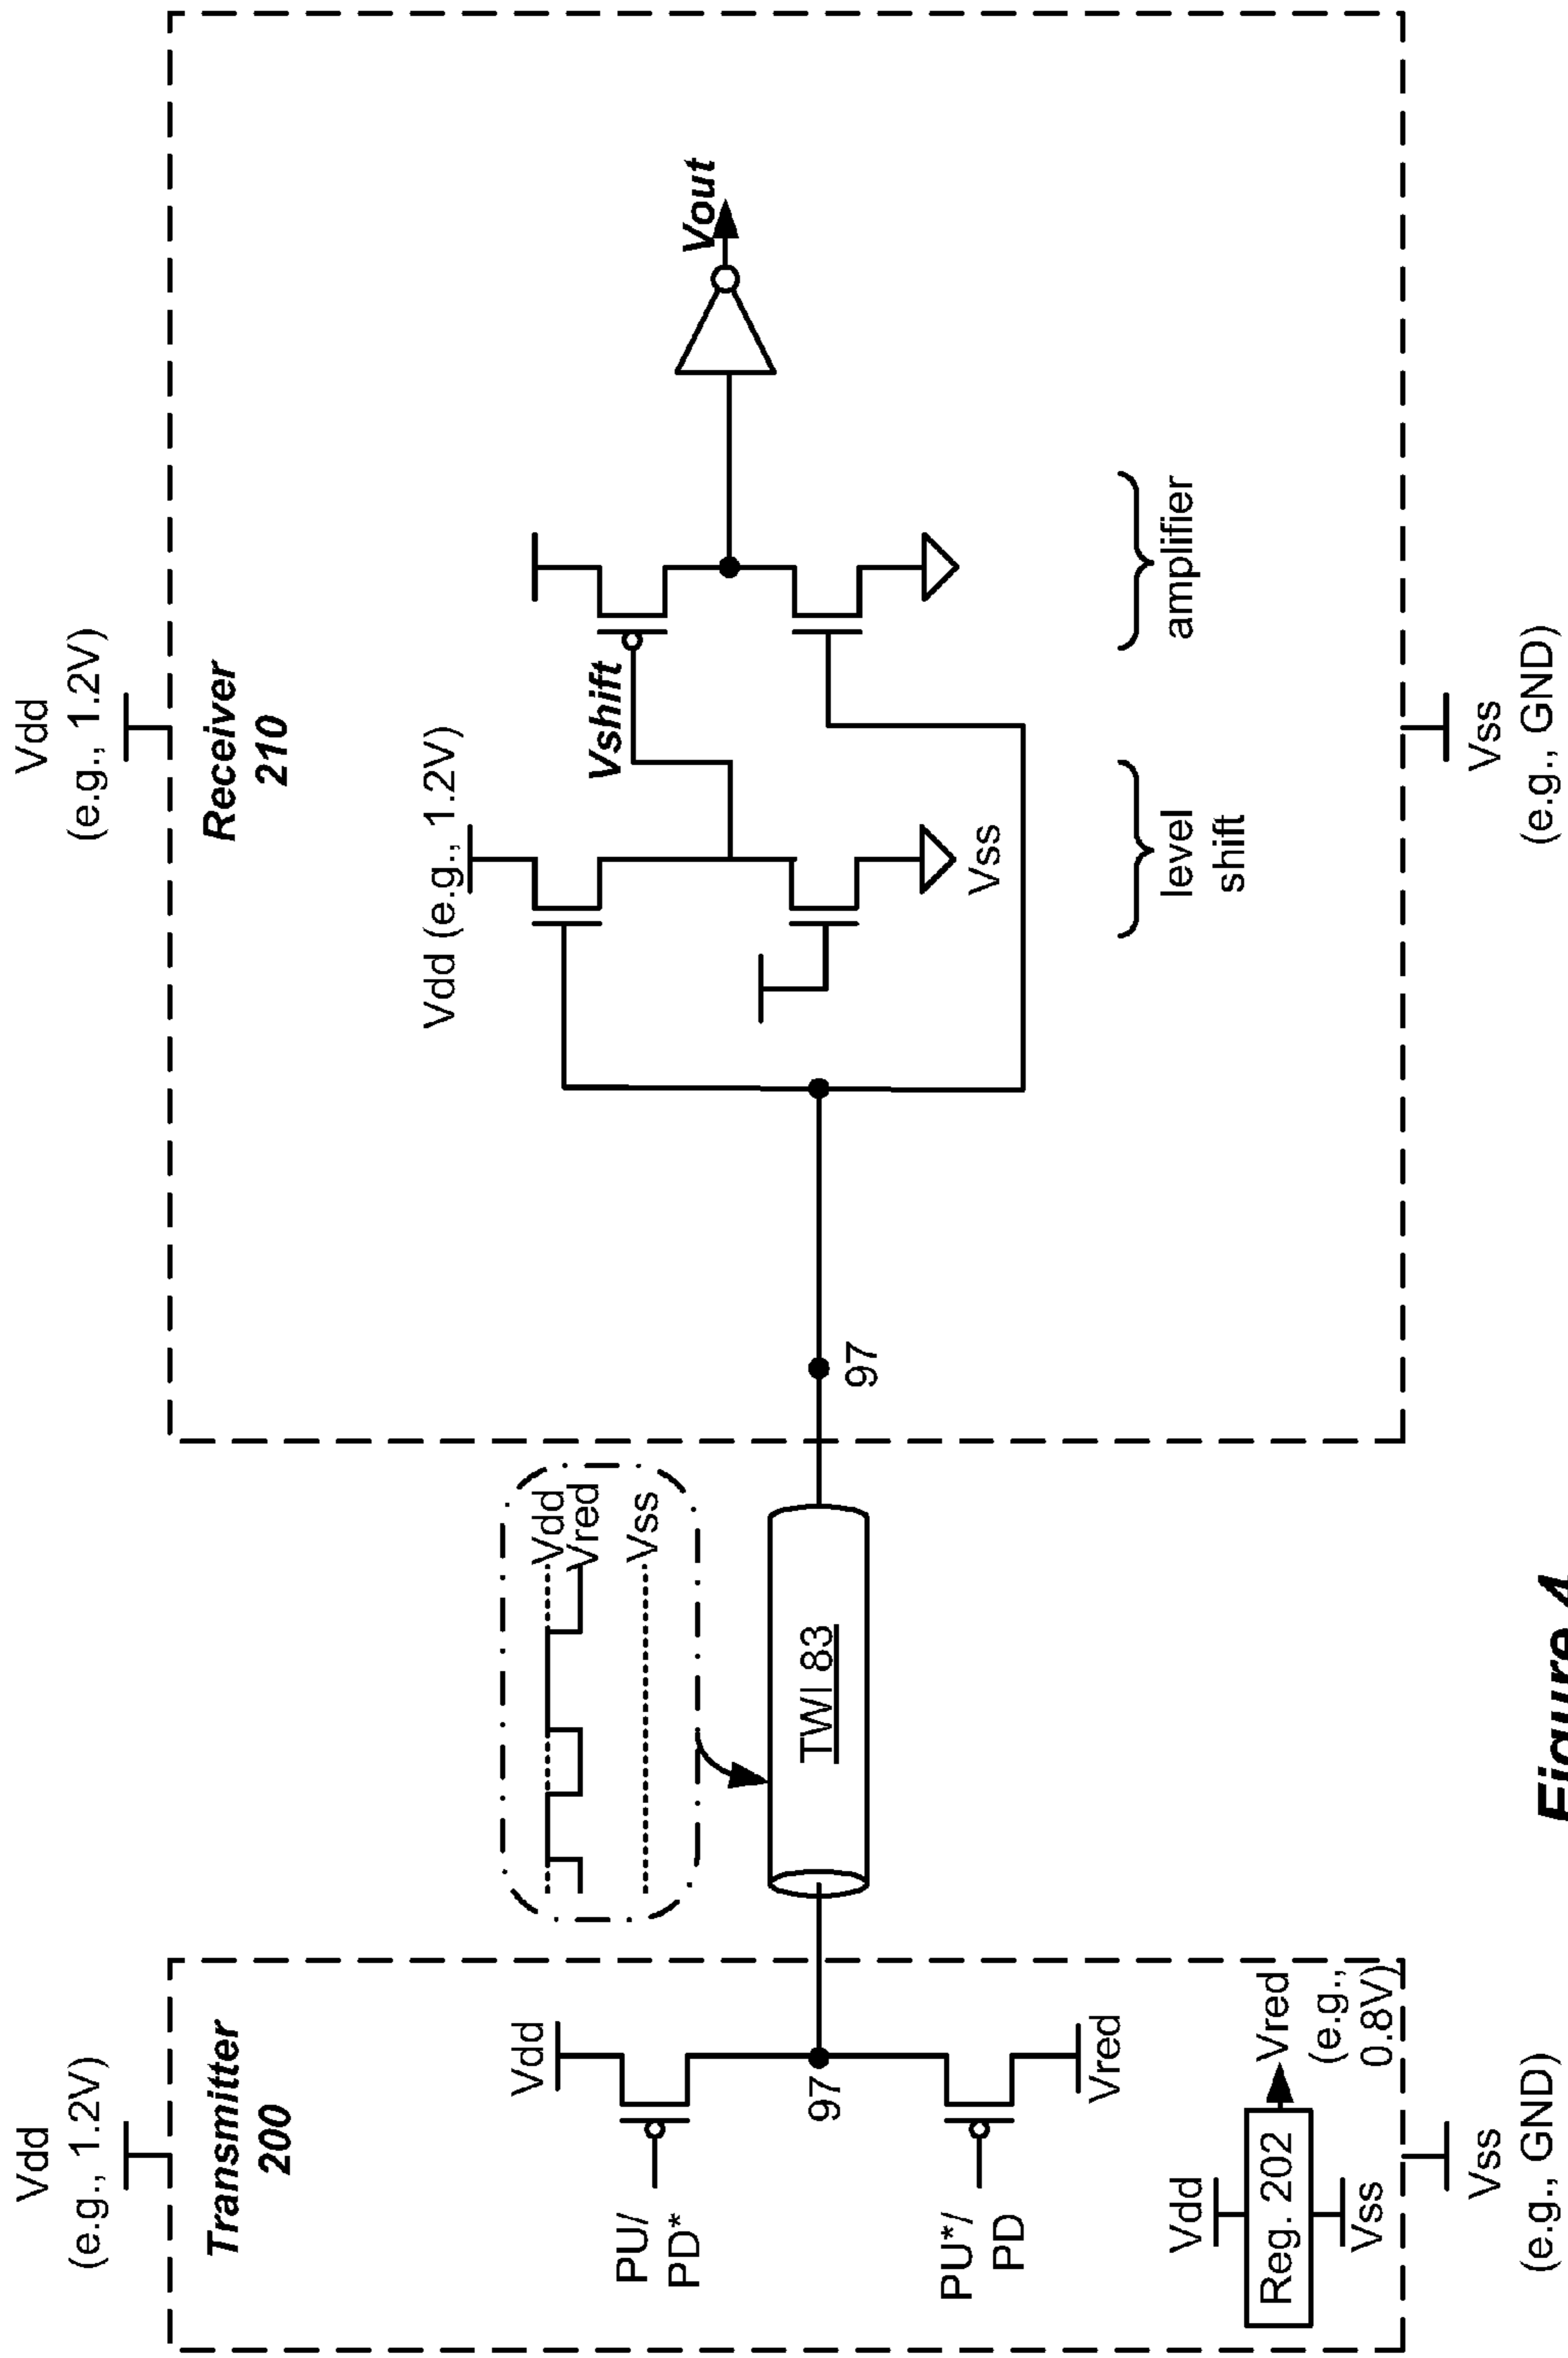 Vdd
(e.g., 1.2V)
Transmitter
200
Vdd
PU/
PD*
97
PU*/
PD
Vred
Vdd
Reg. 202
Vss
Vred
(e.g.,
0.8V)
Vss
(e.g., GND)
Vdd
Vred
Vss
TWI 83
Vdd
(e.g., 1.2V)
Receiver
210
97
Vdd (e.g., 1.2V)
Vss
Vshift
Vout
level
shift
amplifier
Vss
(e.g., GND)
Figure 4